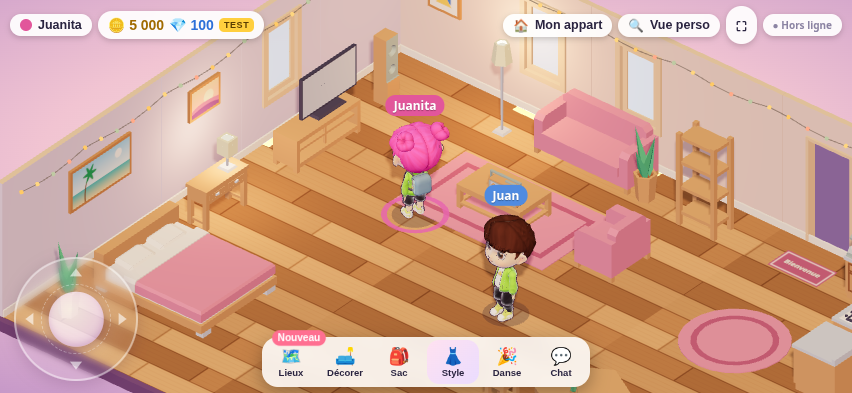 Juanita
5 000
100
TEST
Mon appart
Vue perso
● Hors ligne
Juanita
Juan
Bienvenue
Nouveau
Lieux
Décorer
Sac
Style
Danse
Chat